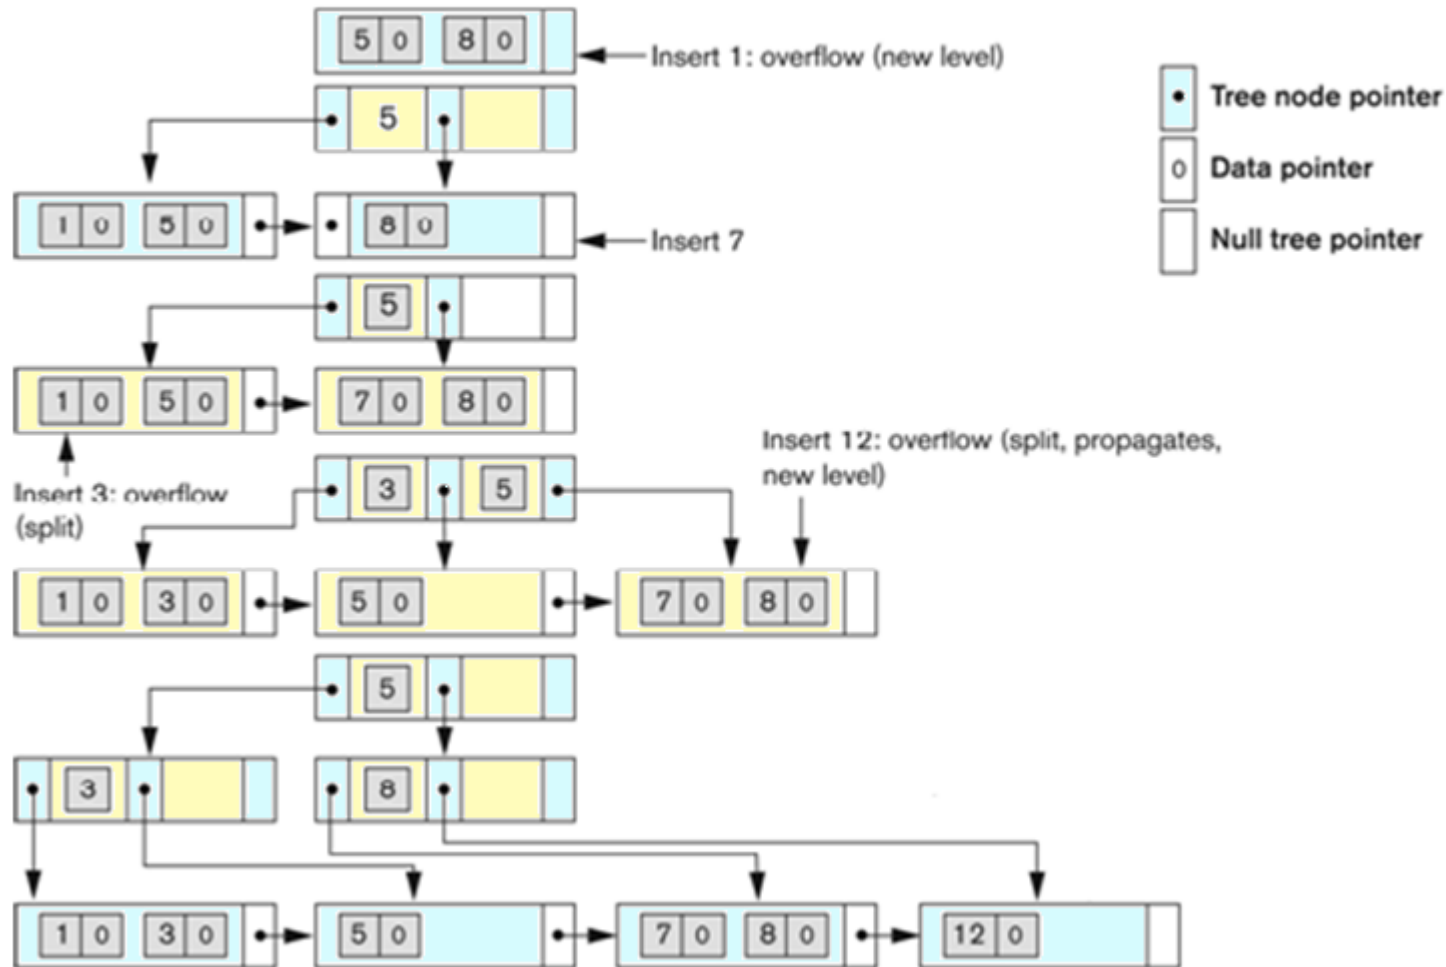 5 0 8 0
Insert 1: overflow (new level)
Tree node pointer
5
0 Data pointer
1 0 5 0 8 0
Insert 7
Null tree pointer
5
1 0 5 0 7 0 8 0
Insert 12: overflow (split, propagates,
new level)
Insert 3: overflow
(split)
3 5
1 0 3 0 5 0 7 0 8 0
5
3 8
1 0 3 0 5 0 7 0 8 0 12 0